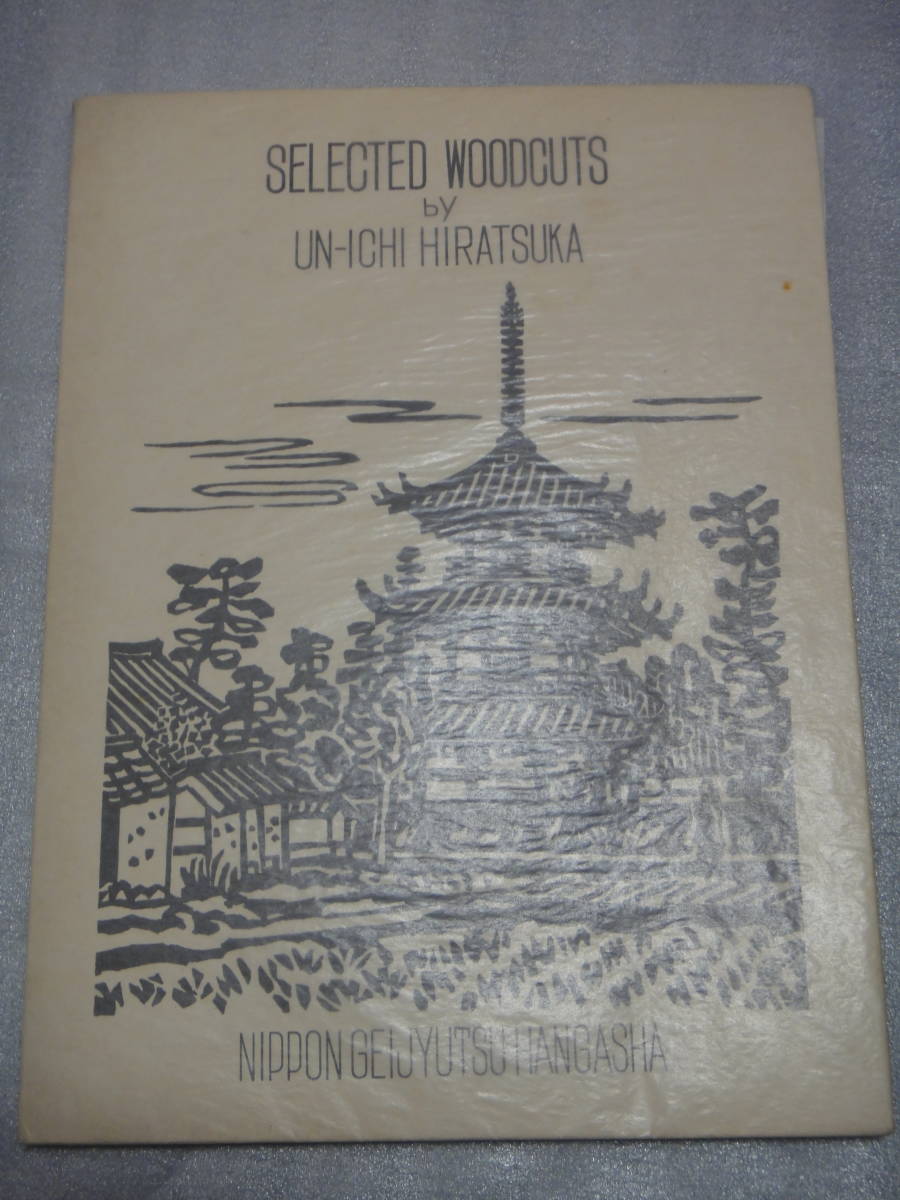 SELECTED WOODCUTS
by
UN-ICHI HIRATSUKA
NIPPON GEIJYUTSU HANGASHA